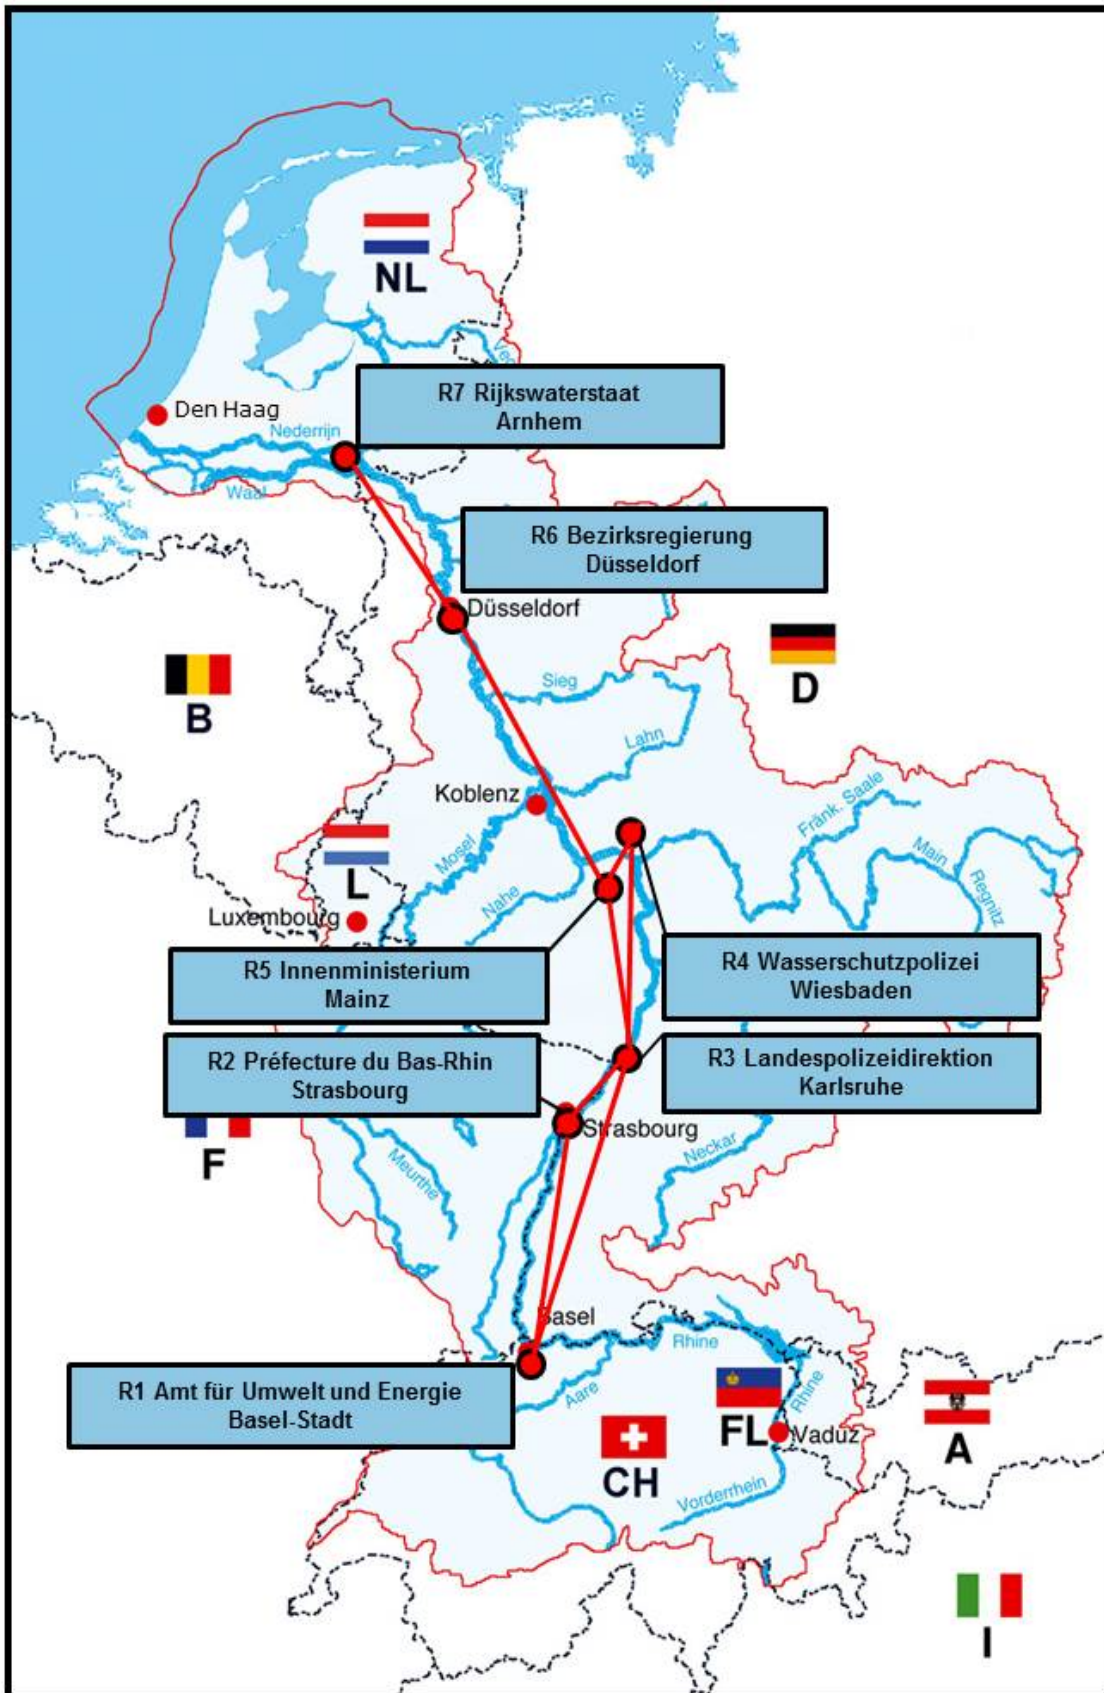 NL
R7 Rijkswaterstaat
Arnhem
Den Haag
Nederrijn
Waal
R6 Bezirksregierung
Düsseldorf
Düsseldorf
D
B
Sieg
Lahn
Koblenz
Fränk. Saale
Mosel
Main
L
Nahe
Regnitz
Luxembourg
R5 Innenministerium
Mainz
R4 Wasserschutzpolizei
Wiesbaden
R2 Préfecture du Bas-Rhin
Strasbourg
R3 Landespolizeidirektion
Karlsruhe
Strasbourg
F
Meurthe
Neckar
Basel
Rhine
R1 Amt für Umwelt und Energie
Basel-Stadt
Aare
Rhine
FL
Vaduz
A
CH
Vorderrhein
I